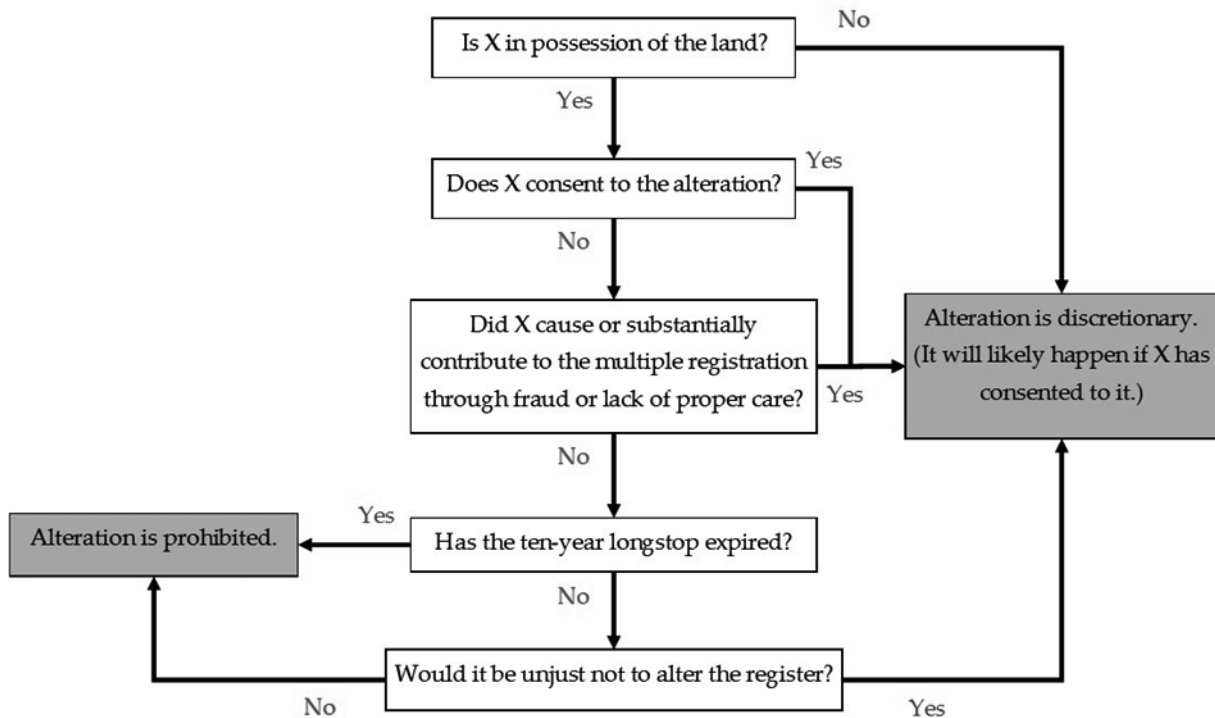 Is X in possession of the land?
No
Yes
Does X consent to the alteration?
Yes
No
Did X cause or substantially
contribute to the multiple registration
through fraud or lack of proper care?
Yes
Alteration is discretionary.
(It will likely happen if X has
consented to it.)
No
Has the ten-year longstop expired?
Yes
Alteration is prohibited.
No
Would it be unjust not to alter the register?
No
Yes